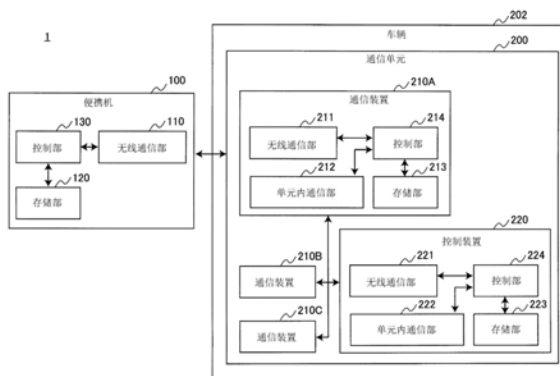 1
202
车辆
200
通信单元
100
便携机
130
110
控制部
无线通信部
120
存储部
210A
通信装置
211
214
无线通信部
控制部
212
213
单元内通信部
存储部
220
控制装置
210B
221
224
通信装置
无线通信部
控制部
210C
222
223
通信装置
单元内通信部
存储部